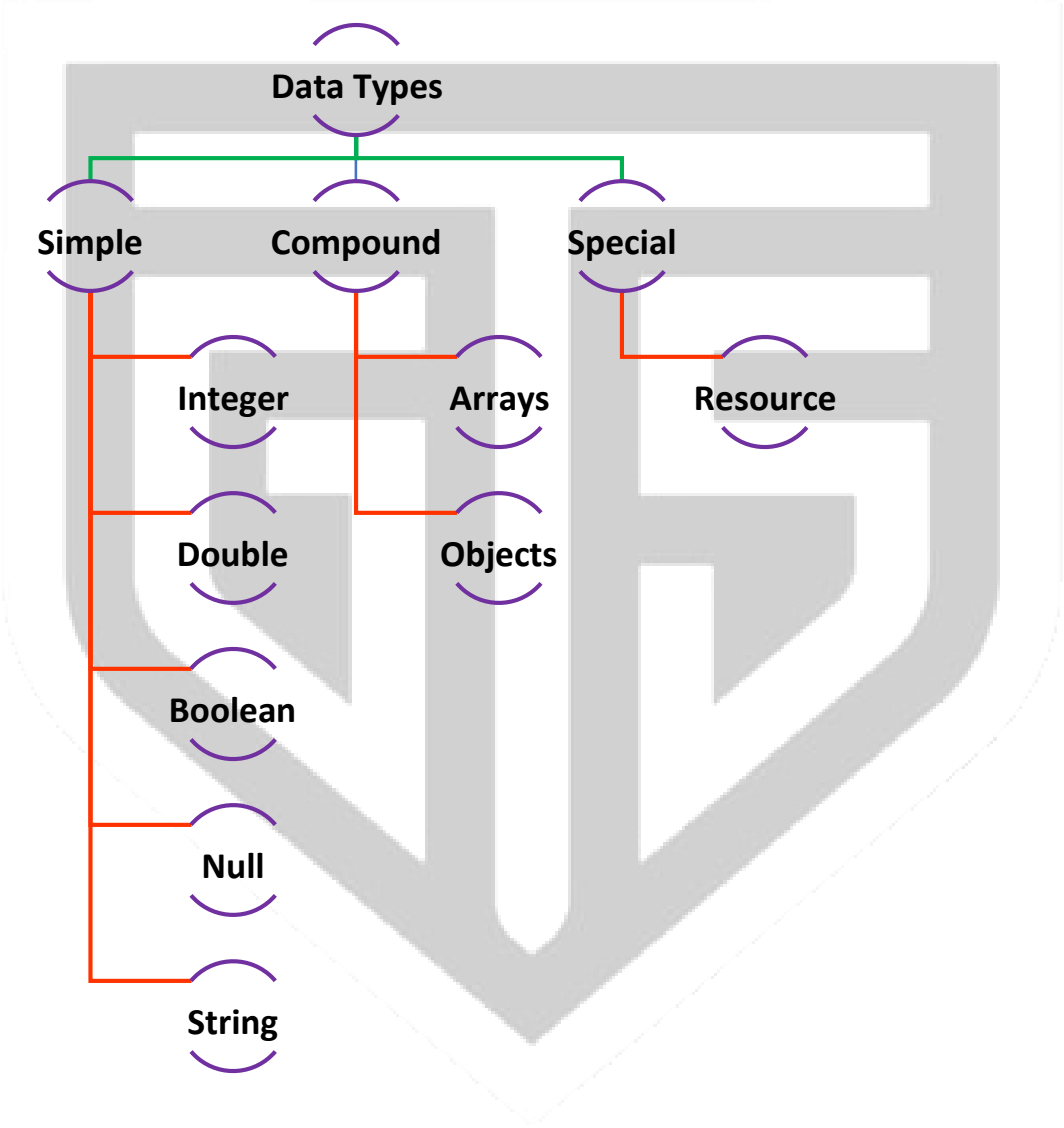 Data Types
Simple
Compound
Special
Integer
Arrays
Resource
Double
Objects
Boolean
Null
String